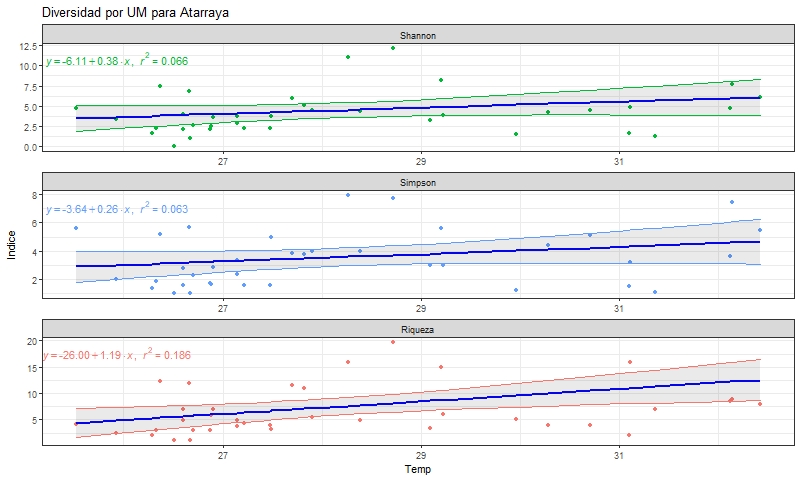 Diversidad por UM para Atarraya
Shannon
y = -6.11 + 0.38 · x, r² = 0.066
12.5
10.0
7.5
5.0
2.5
0.0
27 29 31
Simpson
y = -3.64 + 0.26 · x, r² = 0.063
8
6
4
2
27 29 31
Indice
Riqueza
y = -26.00 + 1.19 · x, r² = 0.186
20
15
10
5
27 29 31
Temp